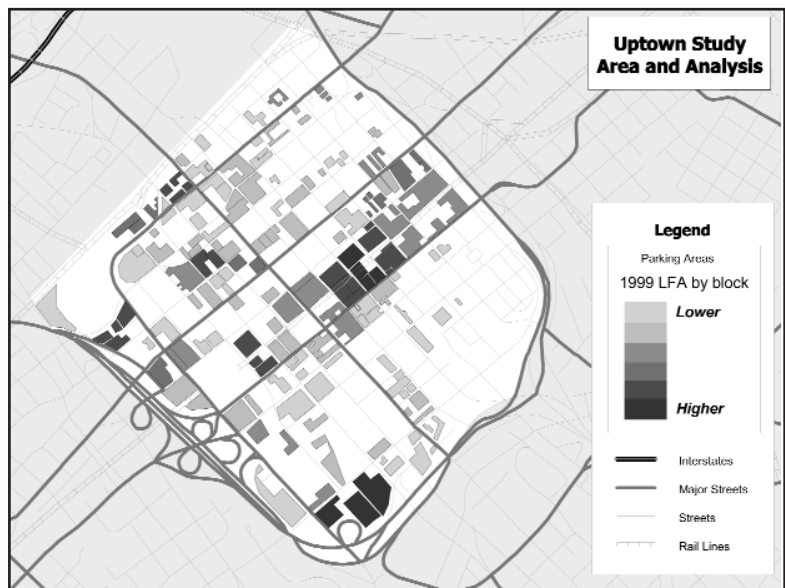 Uptown Study
Area and Analysis
Legend
Parking Areas
1999 LFA by block
Lower
Higher
Interstates
Major Streets
Streets
Rail Lines